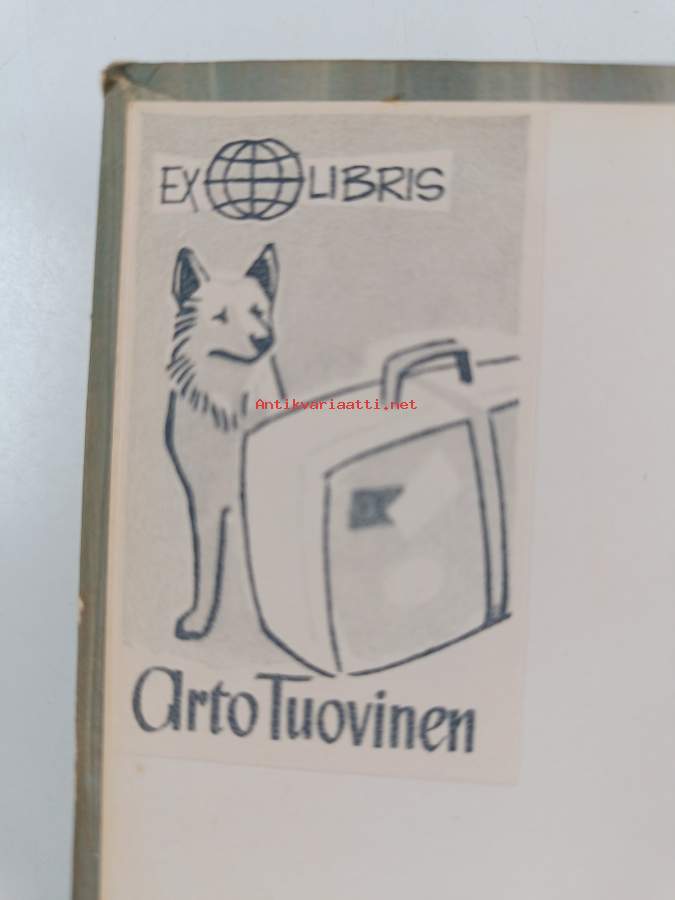 EX LIBRIS
Antikvariaatti.net
Arto Tuovinen